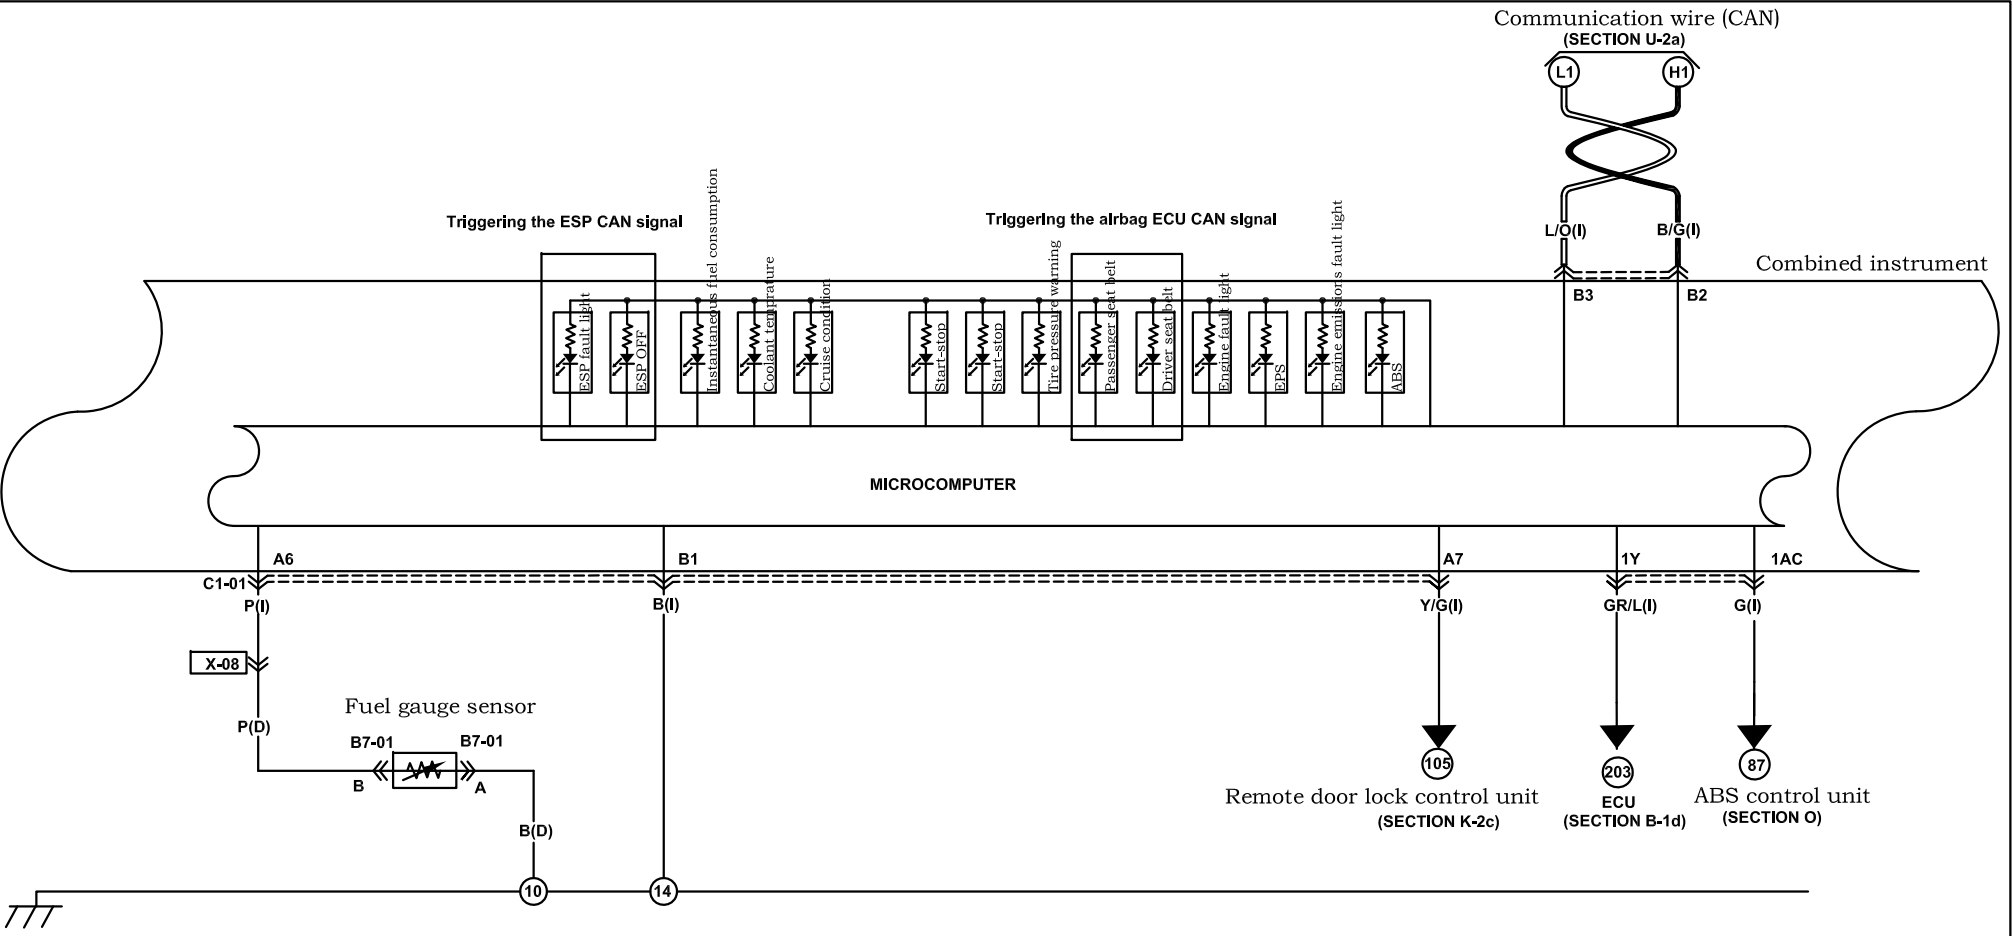 Communication wire (CAN)
(SECTION U-2a)
L1
H1
L/O(I)
B/G(I)
Combined instrument
B3
B2
Triggering the ESP CAN signal
Triggering the airbag ECU CAN signal
ESP fault light
ESP OFF
Instantaneous fuel consumption
Coolant temprature
Cruise condition
Start-stop
Start-stop
Tire pressure warning
Passenger seat belt
Driver seat belt
Engine fault light
EPS
Engine emissions fault light
ABS
MICROCOMPUTER
A6
B1
A7
1Y
1AC
C1-01
P(I)
B(I)
Y/G(I)
GR/L(I)
G(I)
X-08
P(D)
Fuel gauge sensor
B7-01
B7-01
B
A
B(D)
105
203
87
Remote door lock control unit
(SECTION K-2c)
ECU
(SECTION B-1d)
ABS control unit
(SECTION O)
10
14